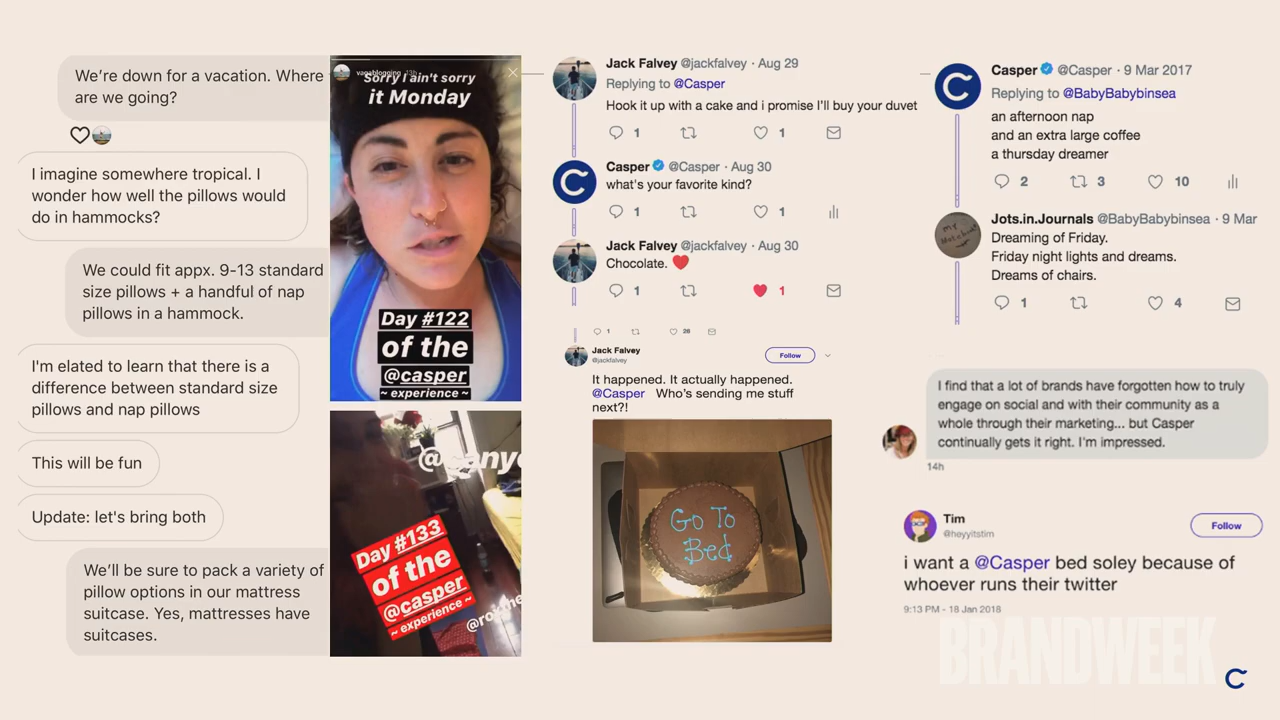 We're down for a vacation. Where
are we going?
I imagine somewhere tropical. I
wonder how well the pillows would
do in hammocks?
We could fit appx. 9-13 standard
size pillows + a handful of nap
pillows in a hammock.
I'm elated to learn that there is a
difference between standard size
pillows and nap pillows
This will be fun
Update: let's bring both
We'll be sure to pack a variety of
pillow options in our mattress
suitcase. Yes, mattresses have
suitcases.
vagablogging 13h
Sorry I ain't sorry
it Monday
Day #122
of the
@casper
~ experience ~
Day #133
of the
@casper
~ experience ~
Jack Falvey @jackfalvey · Aug 29
Replying to @Casper
Hook it up with a cake and i promise I'll buy your duvet
1 1
Casper @Casper · Aug 30
what's your favorite kind?
1 1
Jack Falvey @jackfalvey · Aug 30
Chocolate.
1 1
1 26
Jack Falvey
@jackfalvey
Follow
It happened. It actually happened.
@Casper Who's sending me stuff
next?!
Go To
Bed
Casper @Casper · 9 Mar 2017
Replying to @BabyBabybinsea
an afternoon nap
and an extra large coffee
a thursday dreamer
2 3 10
my
Jots.in.Journals @BabyBabybinsea · 9 Mar
Dreaming of Friday.
Friday night lights and dreams.
Dreams of chairs.
1 4
I find that a lot of brands have forgotten how to truly
engage on social and with their community as a
whole through their marketing... but Casper
continually gets it right. I'm impressed.
14h
Tim
@heyyitstim
Follow
i want a @Casper bed soley because of
whoever runs their twitter
9:13 PM - 18 Jan 2018
BRANDWEEK